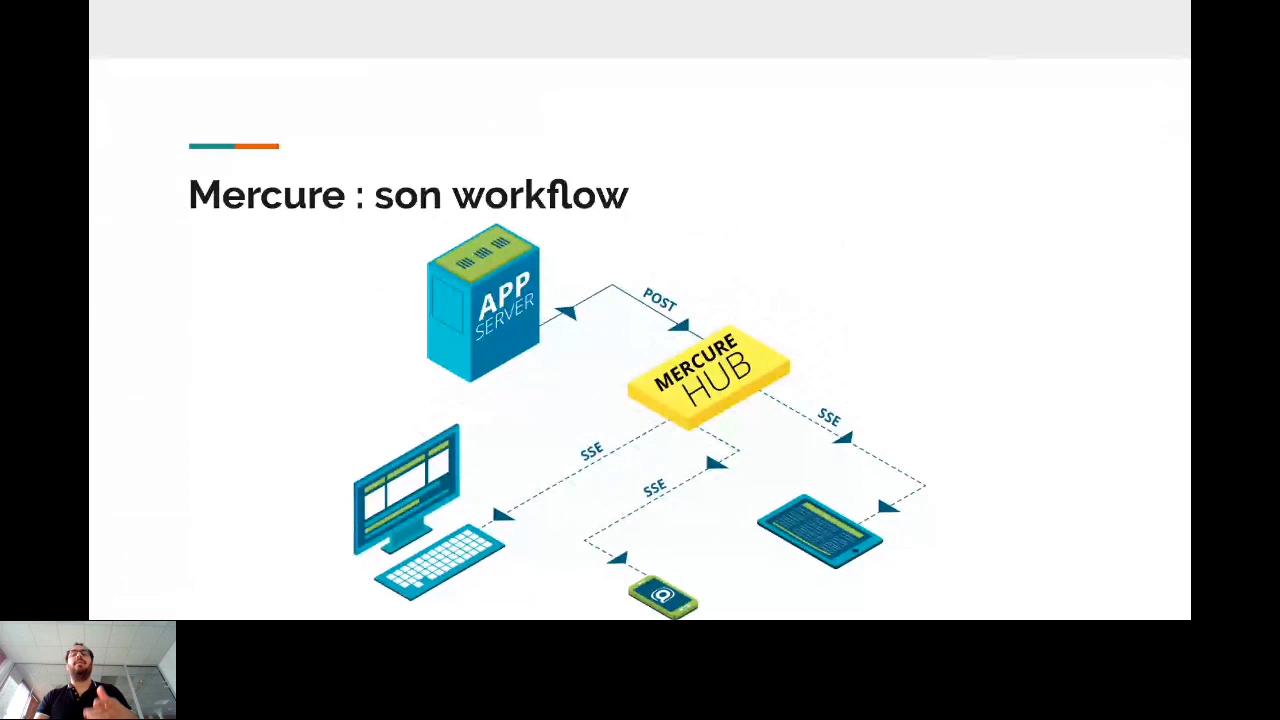 Mercure : son workflow
APP
SERVER
POST
MERCURE
HUB
SSE
SSE
SSE